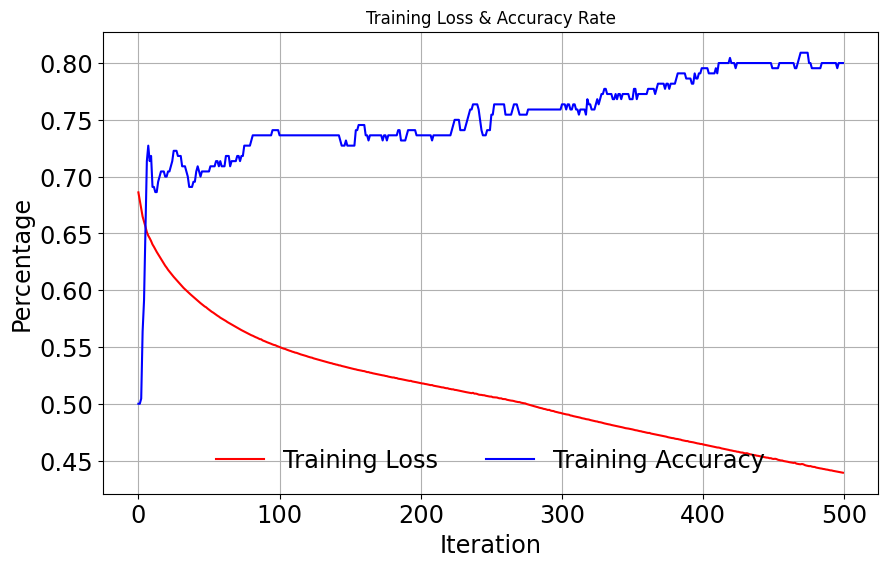 Training Loss & Accuracy Rate
Percentage
0.80
0.75
0.70
0.65
0.60
0.55
0.50
0.45
Training Loss
Training Accuracy
0
100
200
300
400
500
Iteration